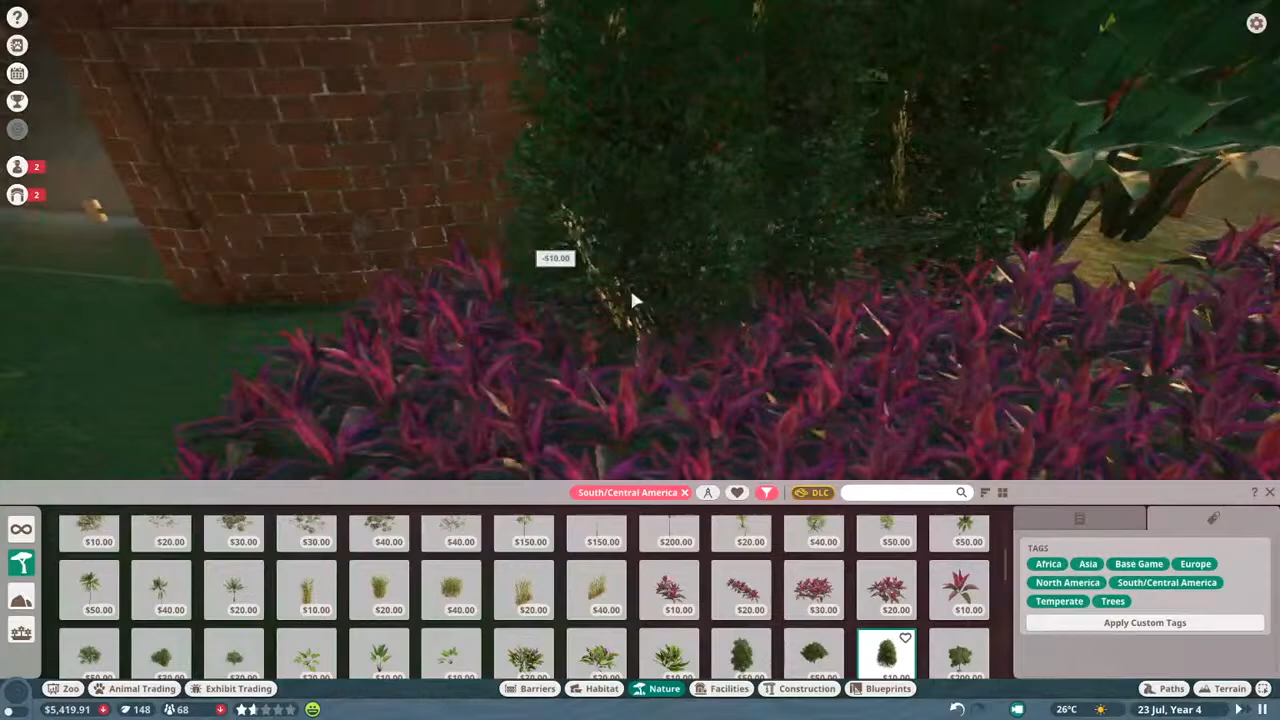 ?
2
2
-$10.00
South/Central America ×
DLC
? ×
$10.00 $20.00 $30.00 $30.00 $40.00 $40.00 $150.00 $150.00 $200.00 $20.00 $40.00 $50.00 $50.00
$50.00 $40.00 $20.00 $10.00 $20.00 $40.00 $20.00 $40.00 $10.00 $20.00 $30.00 $20.00 $10.00
TAGS
Africa Asia Base Game Europe
North America South/Central America
Temperate Trees
Apply Custom Tags
Zoo Animal Trading Exhibit Trading Barriers Habitat Nature Facilities Construction Blueprints Paths Terrain
$5,419.91 148 68 26°C 23 Jul, Year 4